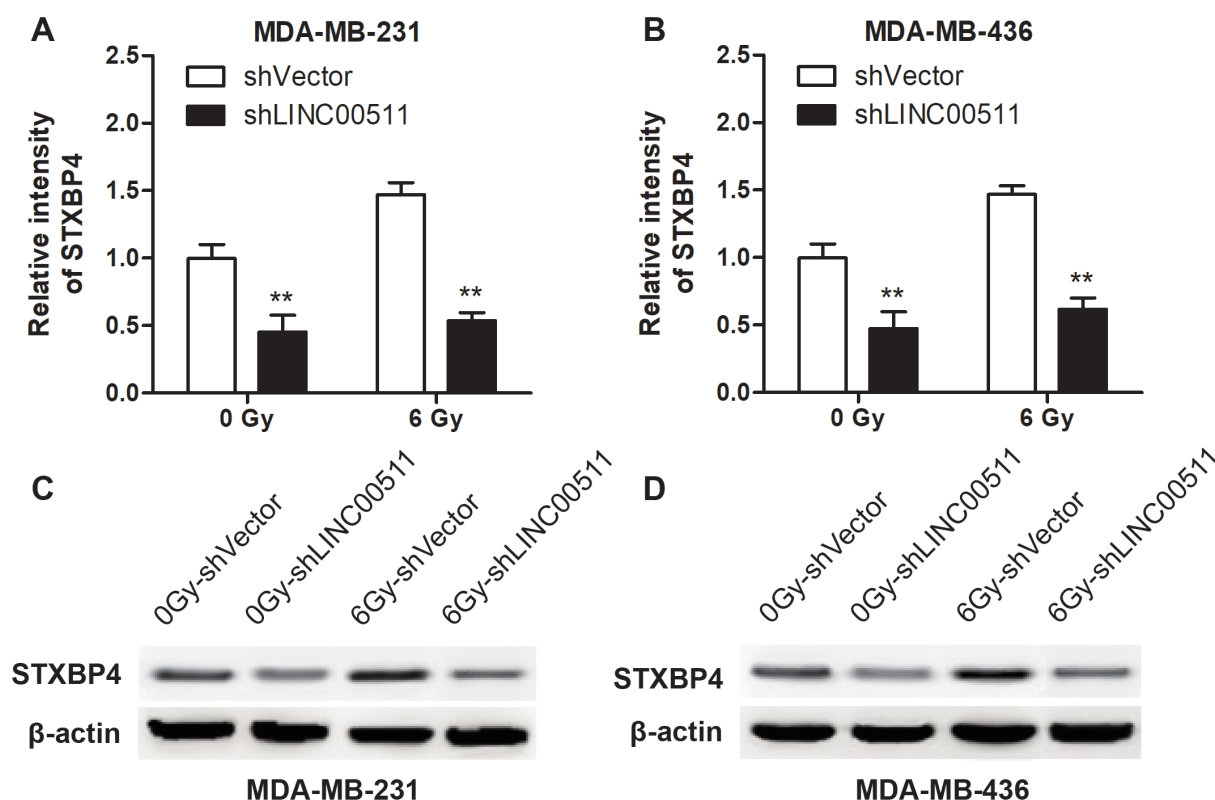 A
MDA-MB-231
Relative intensity
of STXBP4
2.5
2.0
1.5
1.0
0.5
0.0
shVector
shLINC00511
**
**
0 Gy
6 Gy
B
MDA-MB-436
Relative intensity
of STXBP4
2.5
2.0
1.5
1.0
0.5
0.0
shVector
shLINC00511
**
**
0 Gy
6 Gy
C
0Gy-shVector
0Gy-shLINC00511
6Gy-shVector
6Gy-shLINC00511
STXBP4
β-actin
MDA-MB-231
D
0Gy-shVector
0Gy-shLINC00511
6Gy-shVector
6Gy-shLINC00511
STXBP4
β-actin
MDA-MB-436